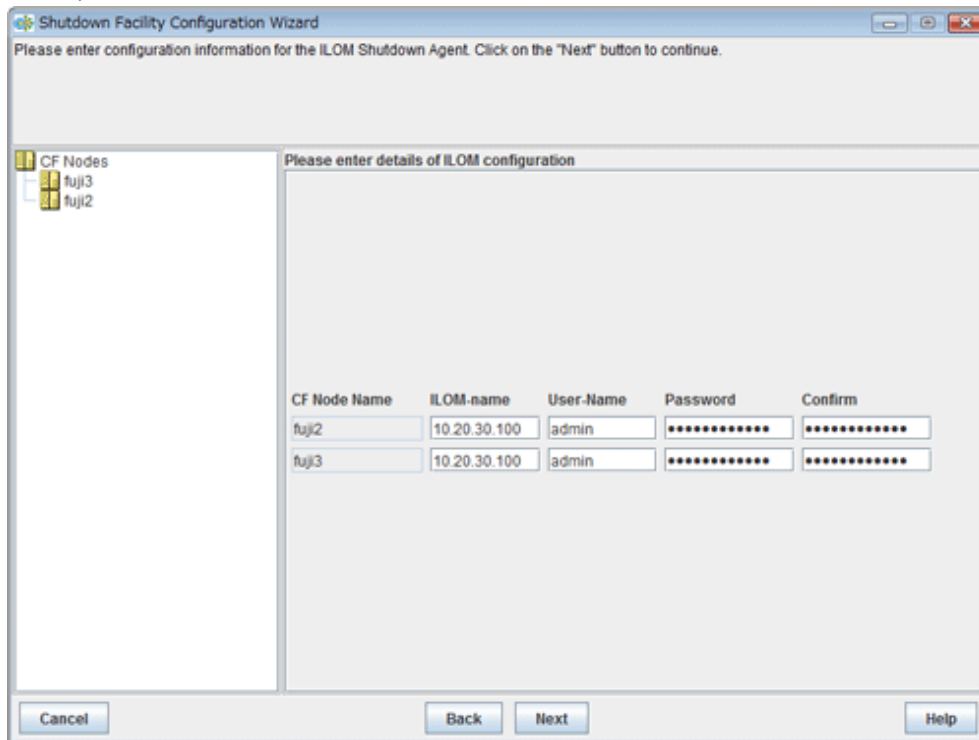 Shutdown Facility Configuration Wizard
Please enter configuration information for the ILOM Shutdown Agent. Click on the "Next" button to continue.
CF Nodes
fuji3
fuji2
Please enter details of ILOM configuration
CF Node Name ILOM-name User-Name Password Confirm
fuji2 10.20.30.100 admin •••••••••••• ••••••••••••
fuji3 10.20.30.100 admin •••••••••••• ••••••••••••
Cancel Back Next Help